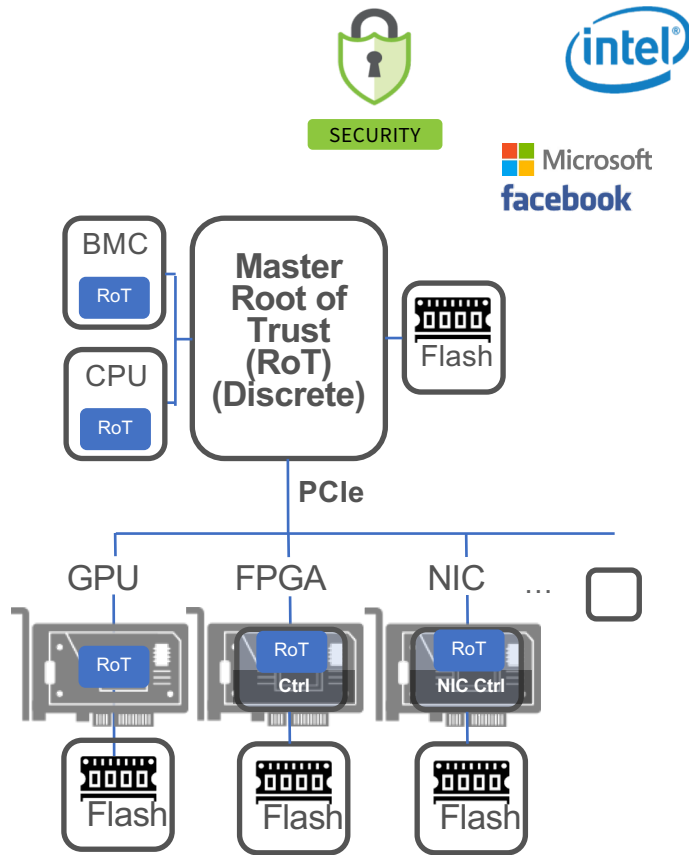 intel®
SECURITY
Microsoft
facebook
BMC
RoT
CPU
RoT
Master
Root of
Trust
(RoT)
(Discrete)
Flash
PCIe
GPU
FPGA
NIC
...
RoT
RoT
Ctrl
RoT
NIC Ctrl
Flash
Flash
Flash